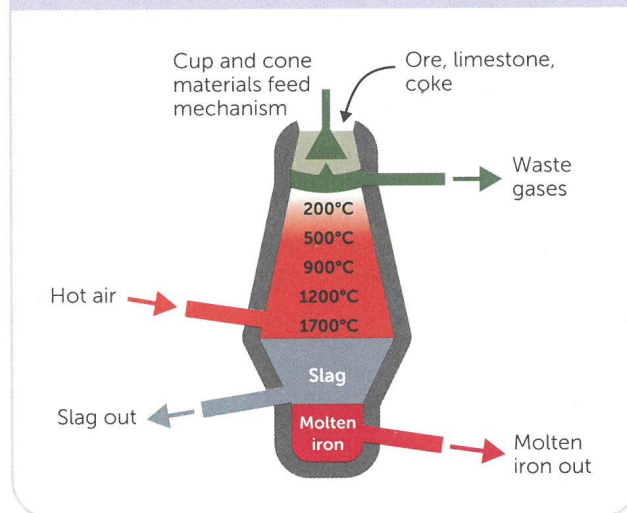 Cup and cone
materials feed
mechanism
Ore, limestone,
coke
Waste
gases
200°C
500°C
900°C
1200°C
1700°C
Hot air
Slag
Slag out
Molten
iron
Molten
iron out